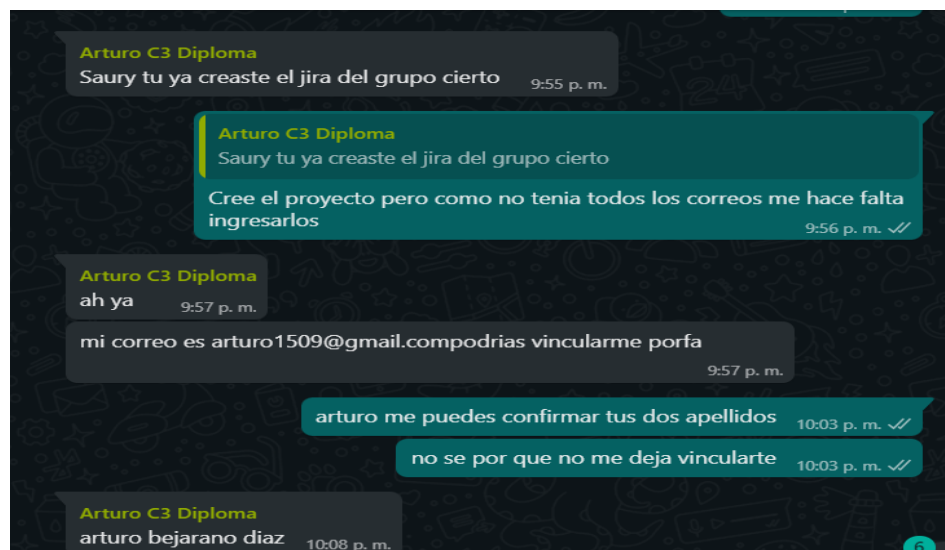 Arturo C3 Diploma
Saury tu ya creaste el jira del grupo cierto 9:55 p. m.
Arturo C3 Diploma
Saury tu ya creaste el jira del grupo cierto
Cree el proyecto pero como no tenia todos los correos me hace falta
ingresarlos
9:56 p. m.
Arturo C3 Diploma
ah ya 9:57 p. m.
mi correo es arturo1509@gmail.compodrias vincularme porfa
9:57 p. m.
arturo me puedes confirmar tus dos apellidos 10:03 p. m.
no se por que no me deja vincularte 10:03 p. m.
Arturo C3 Diploma
arturo bejarano diaz 10:08 p. m.
6